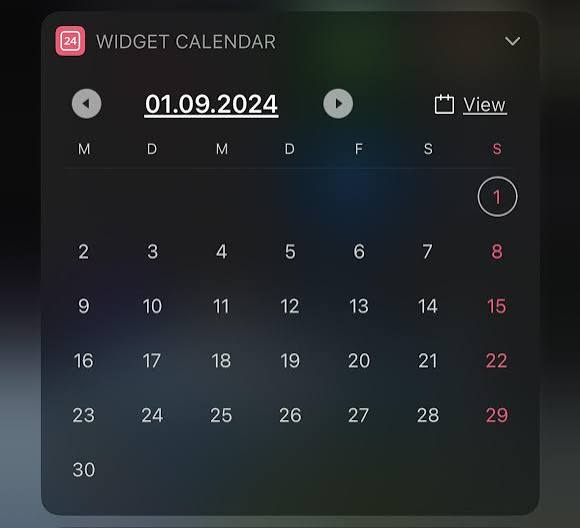 24 WIDGET CALENDAR
01.09.2024 View
M D M D F S S
1
2 3 4 5 6 7 8
9 10 11 12 13 14 15
16 17 18 19 20 21 22
23 24 25 26 27 28 29
30